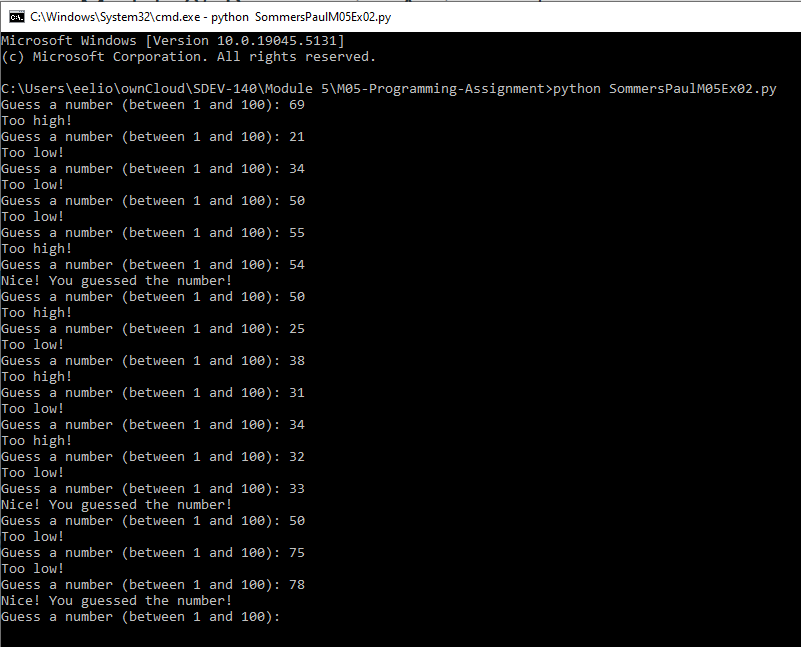 C:\Windows\System32\cmd.exe - python  SommersPaulM05Ex02.py
Microsoft Windows [Version 10.0.19045.5131]
(c) Microsoft Corporation. All rights reserved.
C:\Users\eelio\ownCloud\SDEV-140\Module 5\M05-Programming-Assignment>python SommersPaulM05Ex02.py
Guess a number (between 1 and 100): 69
Too high!
Guess a number (between 1 and 100): 21
Too low!
Guess a number (between 1 and 100): 34
Too low!
Guess a number (between 1 and 100): 50
Too low!
Guess a number (between 1 and 100): 55
Too high!
Guess a number (between 1 and 100): 54
Nice! You guessed the number!
Guess a number (between 1 and 100): 50
Too high!
Guess a number (between 1 and 100): 25
Too low!
Guess a number (between 1 and 100): 38
Too high!
Guess a number (between 1 and 100): 31
Too low!
Guess a number (between 1 and 100): 34
Too high!
Guess a number (between 1 and 100): 32
Too low!
Guess a number (between 1 and 100): 33
Nice! You guessed the number!
Guess a number (between 1 and 100): 50
Too low!
Guess a number (between 1 and 100): 75
Too low!
Guess a number (between 1 and 100): 78
Nice! You guessed the number!
Guess a number (between 1 and 100):